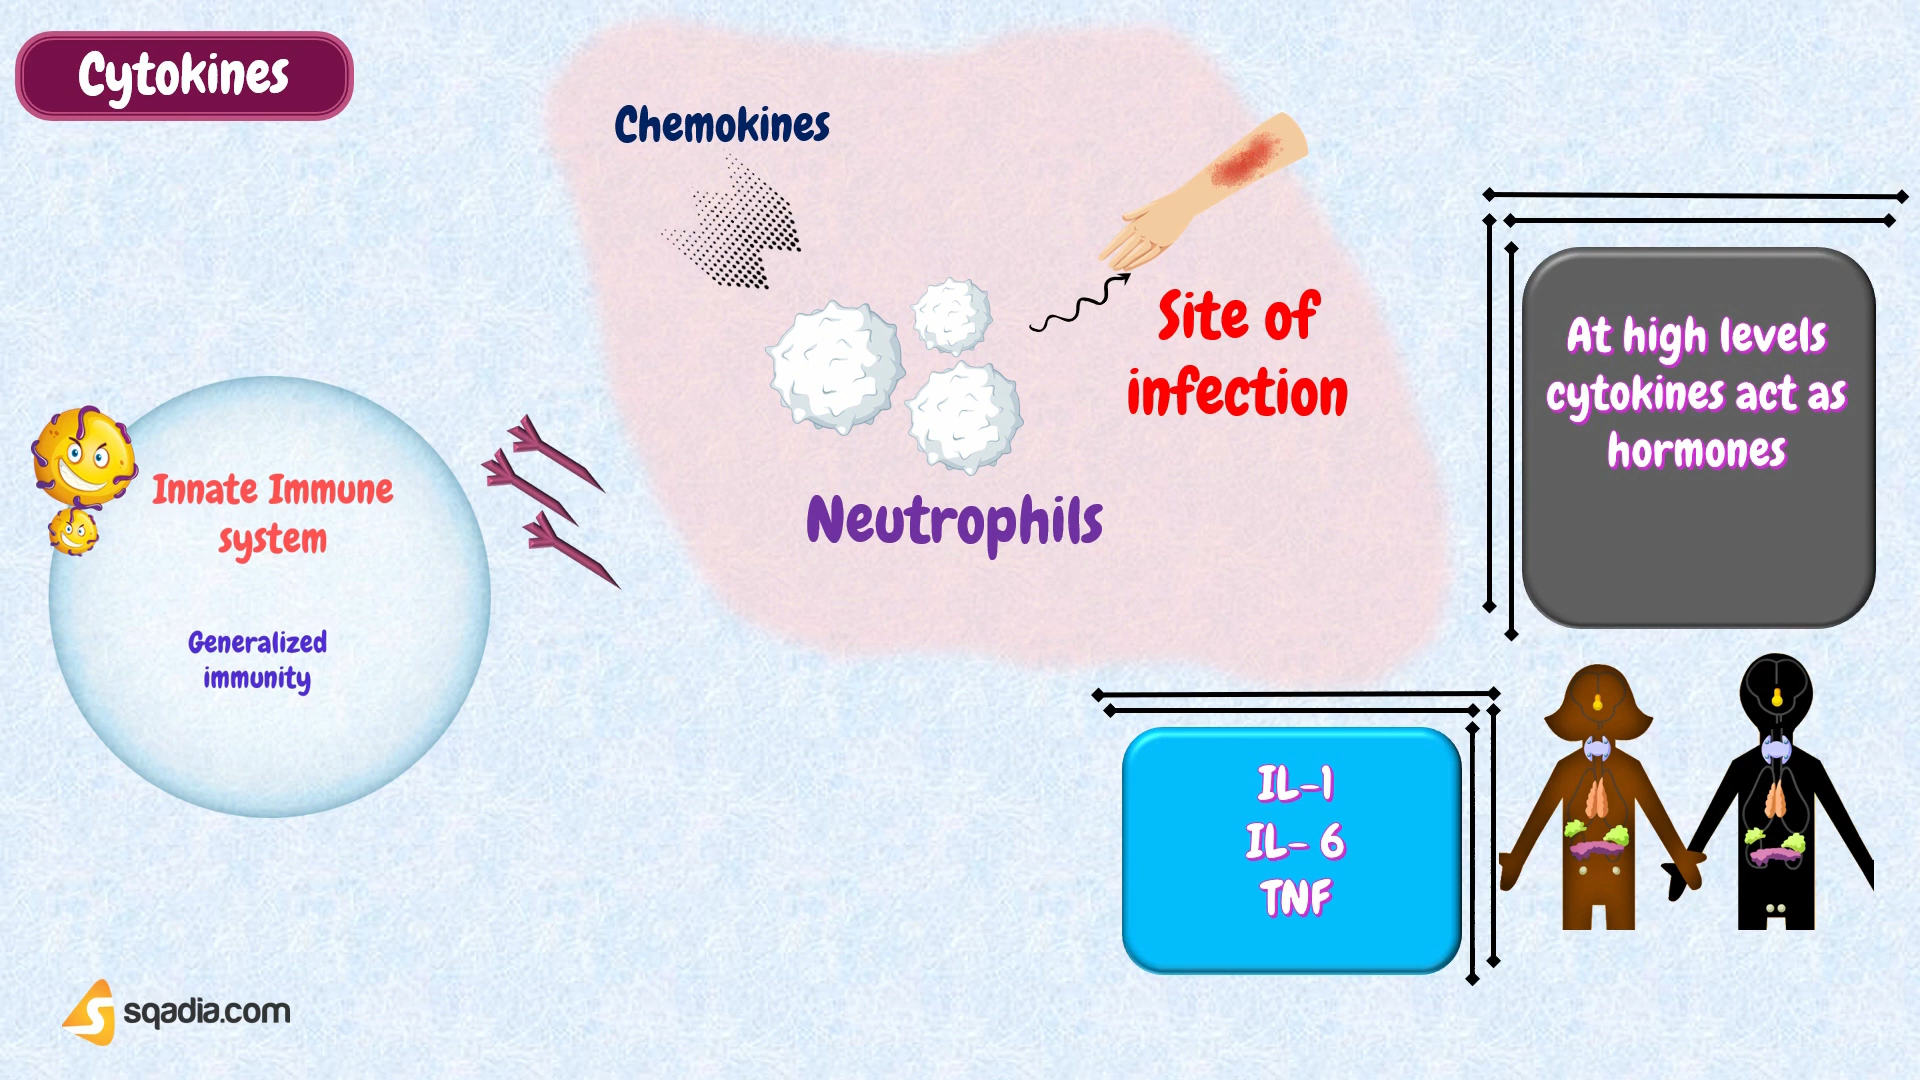 Cytokines
Chemokines
Site of
infection
Neutrophils
Innate Immune
system
Generalized
immunity
At high levels
cytokines act as
hormones
IL-1
IL- 6
TNF
sqadia.com